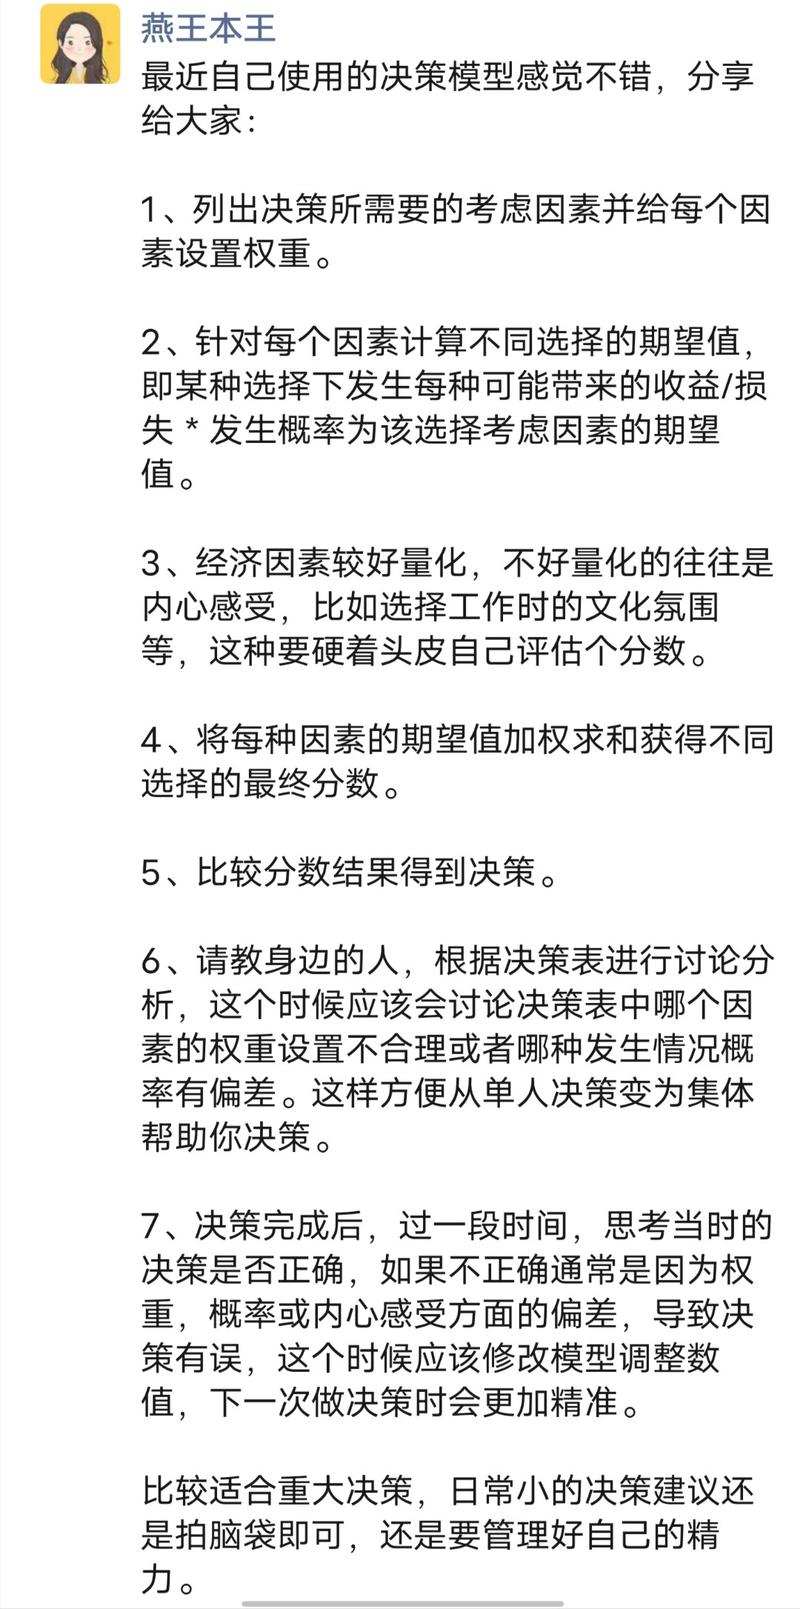 燕王本王
最近自己使用的决策模型感觉不错，分享
给大家：
1、列出决策所需要的考虑因素并给每个因
素设置权重。
2、针对每个因素计算不同选择的期望值，
即某种选择下发生每种可能带来的收益/损
失 * 发生概率为该选择考虑因素的期望
值。
3、经济因素较好量化，不好量化的往往是
内心感受，比如选择工作时的文化氛围
等，这种要硬着头皮自己评估个分数。
4、将每种因素的期望值加权求和获得不同
选择的最终分数。
5、比较分数结果得到决策。
6、请教身边的人，根据决策表进行讨论分
析，这个时候应该会讨论决策表中哪个因
素的权重设置不合理或者哪种发生情况概
率有偏差。这样方便从单人决策变为集体
帮助你决策。
7、决策完成后，过一段时间，思考当时的
决策是否正确，如果不正确通常是因为权
重，概率或内心感受方面的偏差，导致决
策有误，这个时候应该修改模型调整数
值，下一次做决策时会更加精准。
比较适合重大决策，日常小的决策建议还
是拍脑袋即可，还是要管理好自己的精
力。